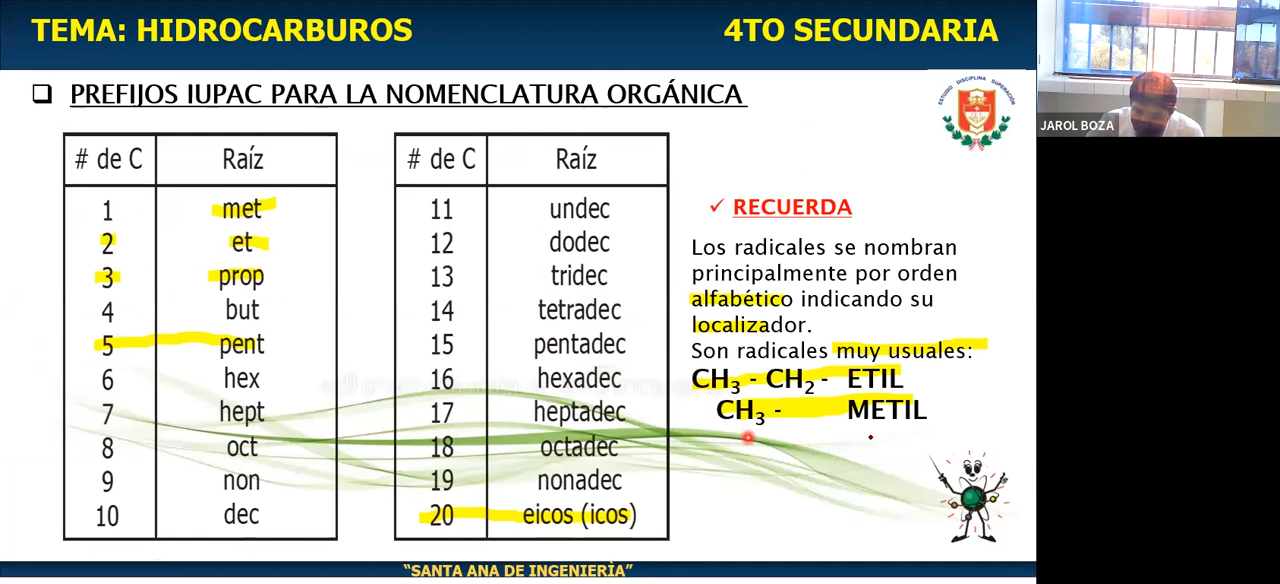 TEMA: HIDROCARBUROS
4TO SECUNDARIA
PREFIJOS IUPAC PARA LA NOMENCLATURA ORGÁNICA
# de C Raíz
1 met
2 et
3 prop
4 but
5 pent
6 hex
7 hept
8 oct
9 non
10 dec
# de C Raíz
11 undec
12 dodec
13 tridec
14 tetradec
15 pentadec
16 hexadec
17 heptadec
18 octadec
19 nonadec
20 eicos (icos)
✓ RECUERDA
Los radicales se nombran
principalmente por orden
alfabético indicando su
localizador.
Son radicales muy usuales:
CH₃ - CH₂ - ETIL
CH₃ - METIL
ESTUDIO DISCIPLINA SUPERACIÓN
JAROL BOZA
“SANTA ANA DE INGENIERÌA”